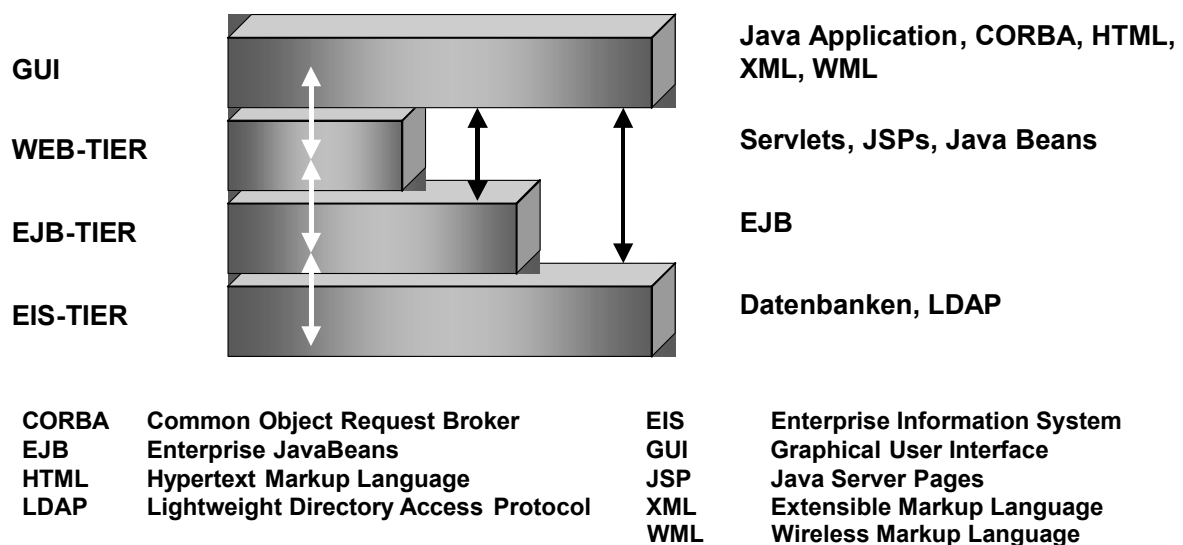 GUI
Java Application, CORBA, HTML,
XML, WML
WEB-TIER
Servlets, JSPs, Java Beans
EJB-TIER
EJB
EIS-TIER
Datenbanken, LDAP
CORBA Common Object Request Broker
EJB Enterprise JavaBeans
HTML Hypertext Markup Language
LDAP Lightweight Directory Access Protocol
EIS Enterprise Information System
GUI Graphical User Interface
JSP Java Server Pages
XML Extensible Markup Language
WML Wireless Markup Language